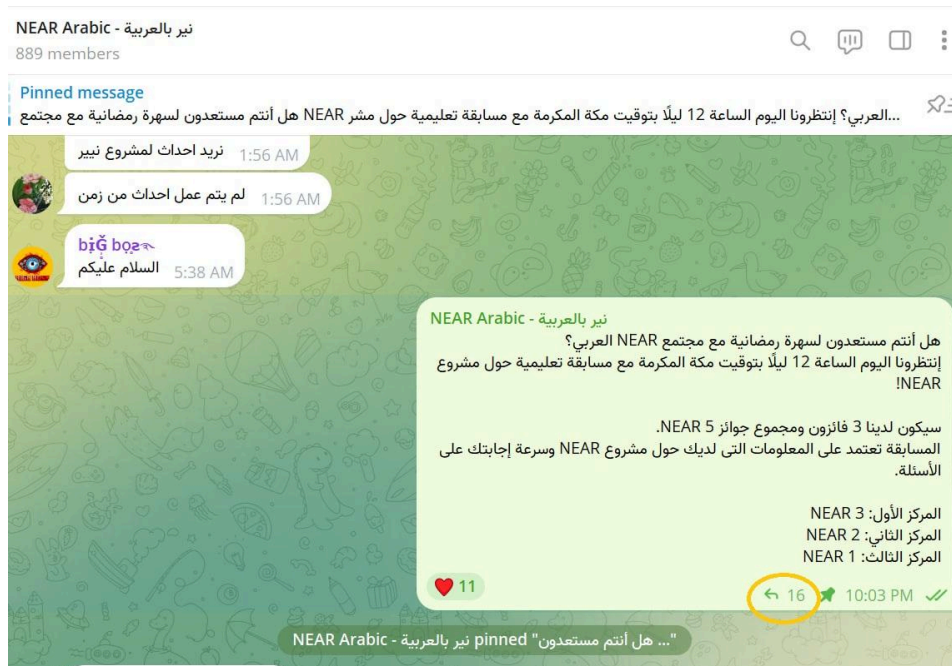 NEAR Arabic - نير بالعربية
889 members
Pinned message
هل أنتم مستعدون لسهرة رمضانية مع مجتمع NEAR العربي؟ إنتظرونا اليوم الساعة 12 ليلًا بتوقيت مكة المكرمة مع مسابقة تعليمية حول مشر...
نريد احداث لمشروع نيير 1:56 AM
لم يتم عمل احداث من زمن 1:56 AM
السلام عليكم 5:38 AM
NEAR Arabic - نير بالعربية
هل أنتم مستعدون لسهرة رمضانية مع مجتمع NEAR العربي؟
إنتظرونا اليوم الساعة 12 ليلًا بتوقيت مكة المكرمة مع مسابقة تعليمية حول مشروع
NEAR!
سيكون لدينا 3 فائزون ومجموع جوائز 5 NEAR.
المسابقة تعتمد على المعلومات التى لديك حول مشروع NEAR وسرعة إجابتك على
الأسئلة.
المركز الأول: 3 NEAR
المركز الثاني: 2 NEAR
المركز الثالث: 1 NEAR
11
16 10:03 PM
NEAR Arabic - نير بالعربية pinned "هل أنتم مستعدون ..."